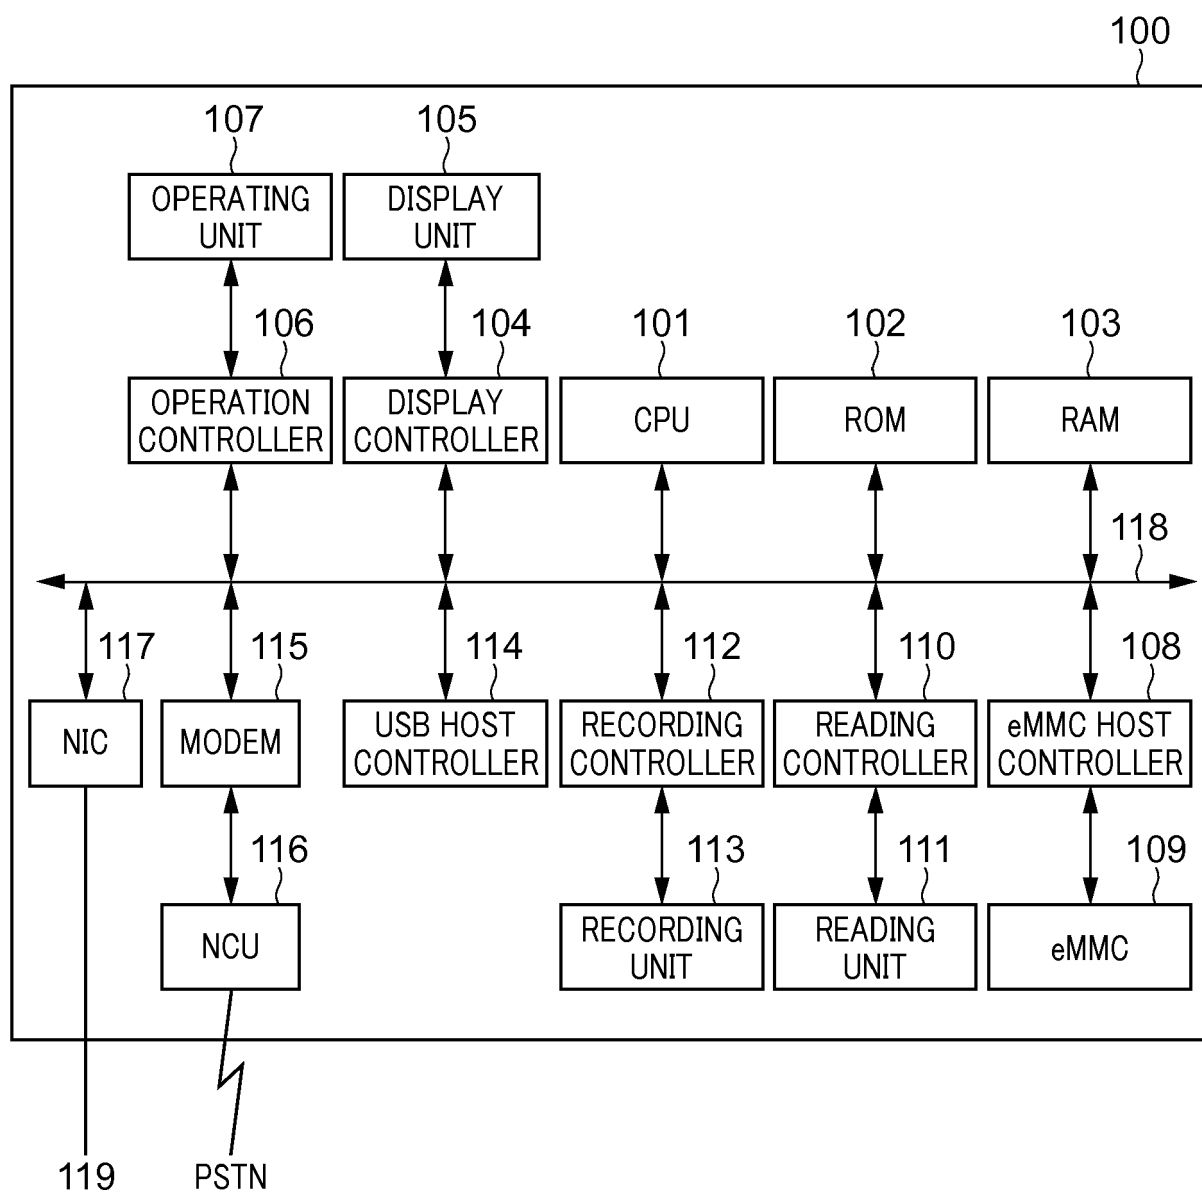 100
107
105
OPERATING
UNIT
DISPLAY
UNIT
106
104
101
102
103
OPERATION
CONTROLLER
DISPLAY
CONTROLLER
CPU
ROM
RAM
118
117
115
114
112
110
108
NIC
MODEM
USB HOST
CONTROLLER
RECORDING
CONTROLLER
READING
CONTROLLER
eMMC HOST
CONTROLLER
116
113
111
109
NCU
RECORDING
UNIT
READING
UNIT
eMMC
119
PSTN